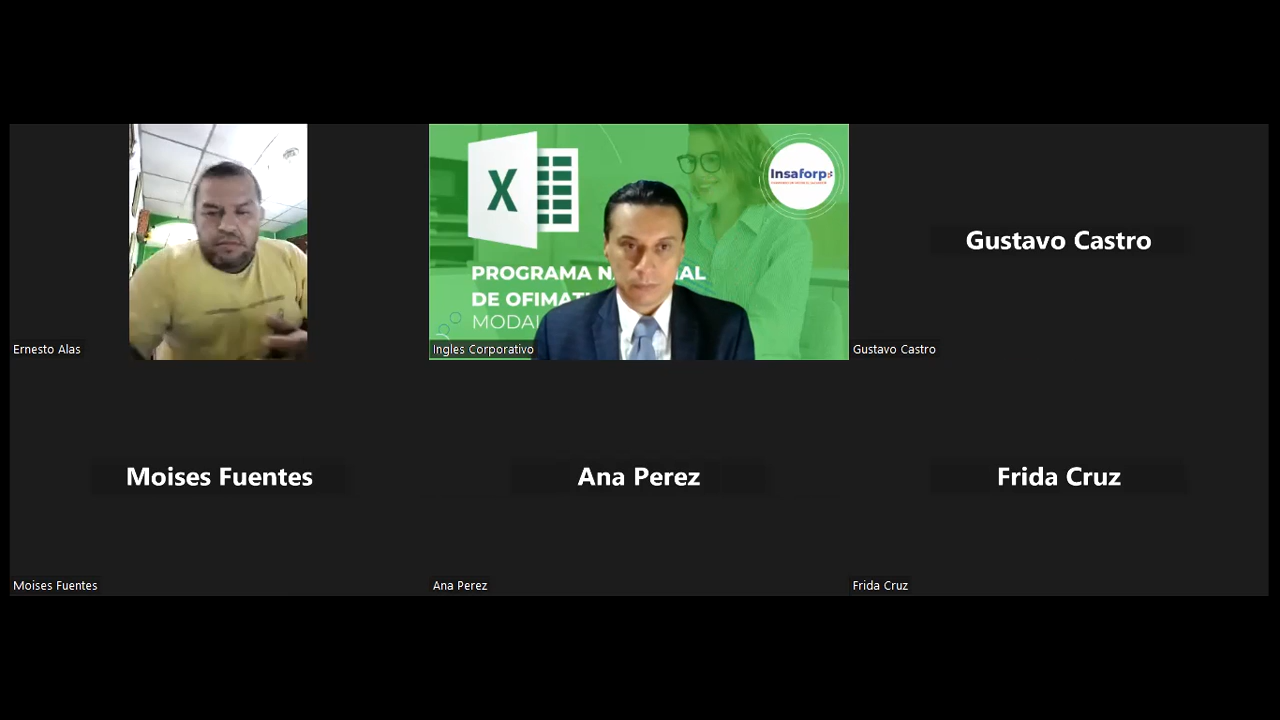 X
Insaforp
PROGRAMA N
AL
DE OFIMAT
MODAL
Ernesto Alas
Ingles Corporativo
Gustavo Castro
Gustavo Castro
Moises Fuentes
Ana Perez
Frida Cruz
Moises Fuentes
Ana Perez
Frida Cruz